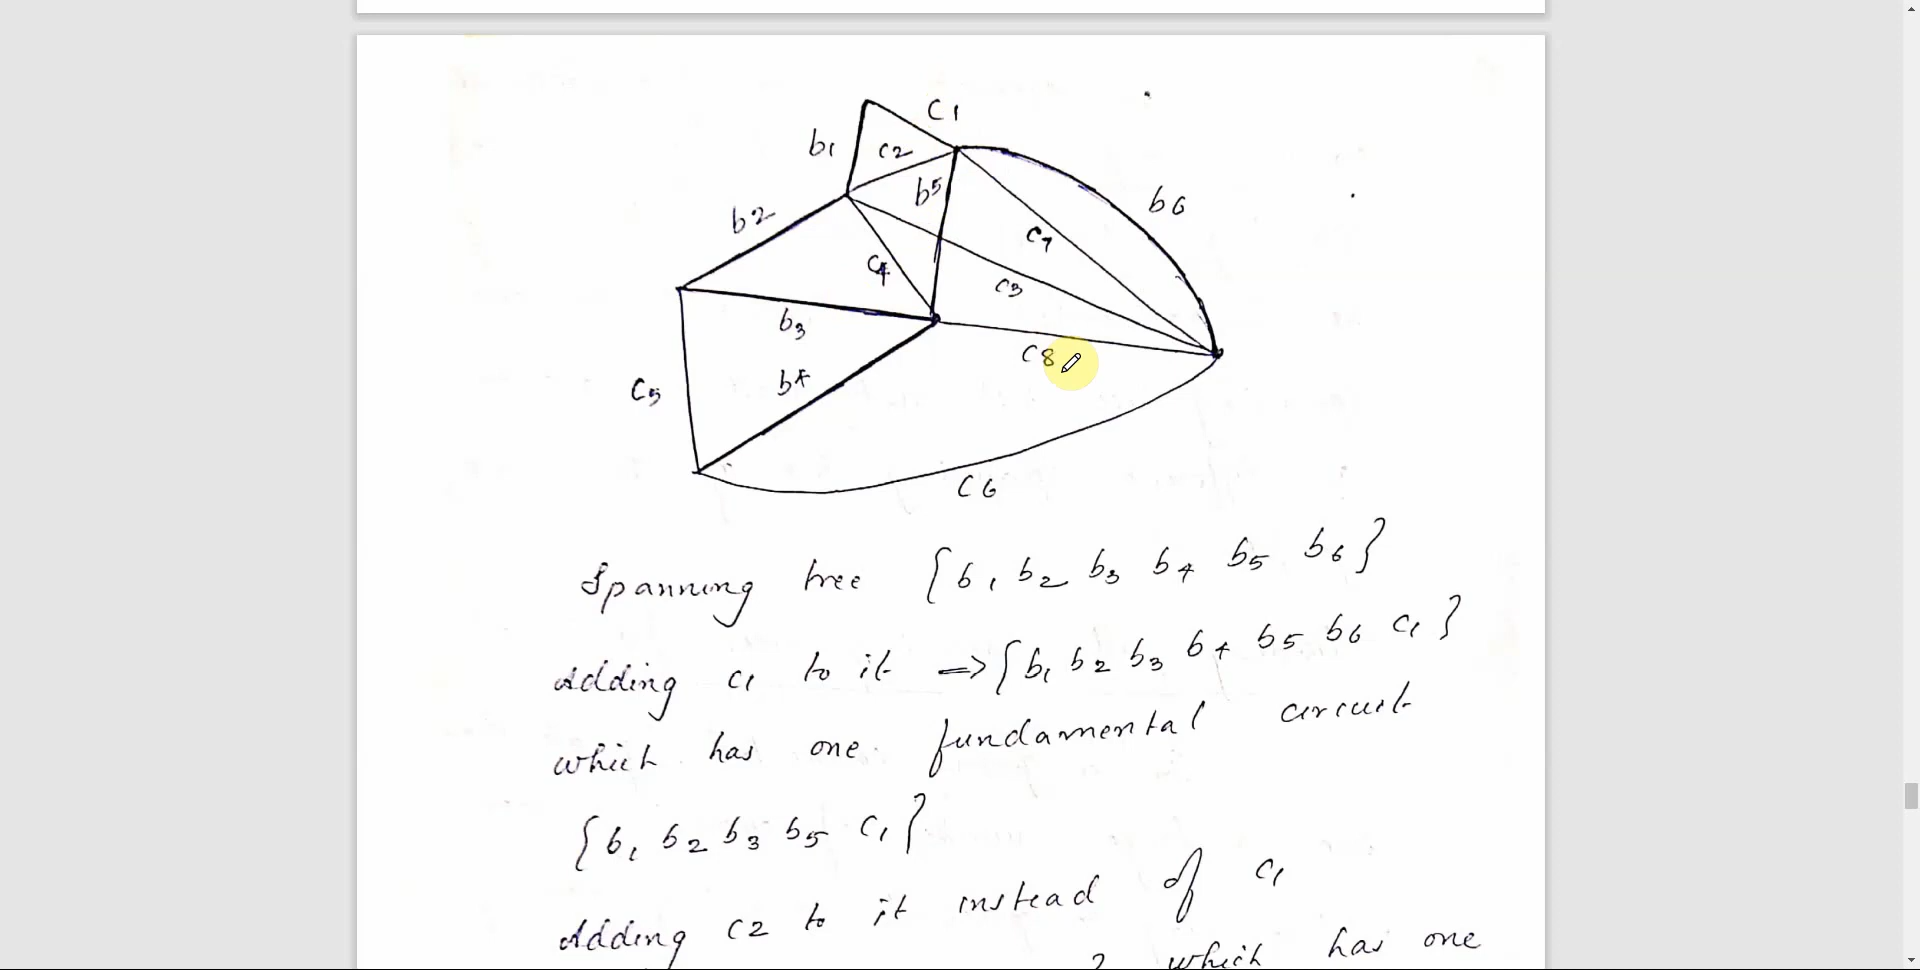 C1
b1
C2
b5
b6
b2
C7
C4
C3
b3
C8
b4
C5
C6
Spanning tree {b1 b2 b3 b4 b5 b6}
Adding c1 to it => {b1 b2 b3 b4 b5 b6 c1}
which has one fundamental circuit
{b1 b2 b3 b5 c1}
Adding c2 to it instead of c1
which has one